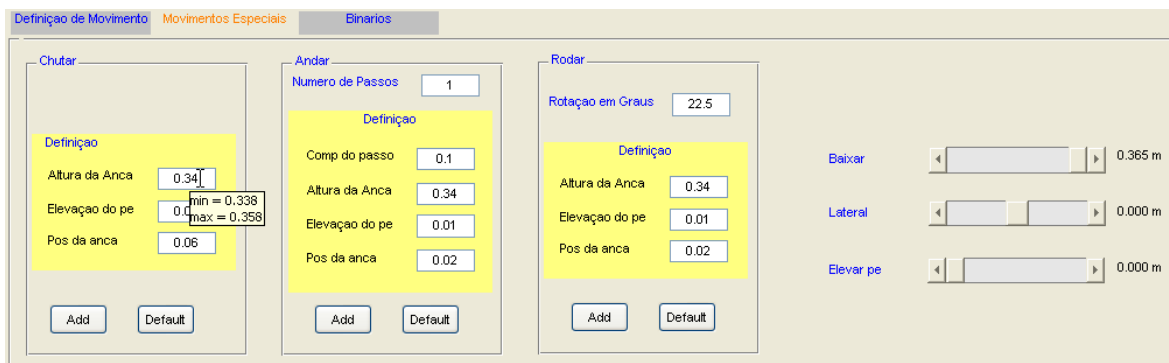 Definiçao de Movimento
Movimentos Especiais
Binarios
Chutar
Definiçao
Altura da Anca 0.34
min = 0.338
max = 0.358
Elevaçao do pe
Pos da anca 0.06
Add Default
Andar
Numero de Passos 1
Definiçao
Comp do passo 0.1
Altura da Anca 0.34
Elevaçao do pe 0.01
Pos da anca 0.02
Add Default
Rodar
Rotaçao em Graus 22.5
Definiçao
Altura da Anca 0.34
Elevaçao do pe 0.01
Pos da anca 0.02
Add Default
Baixar 0.365 m
Lateral 0.000 m
Elevar pe 0.000 m